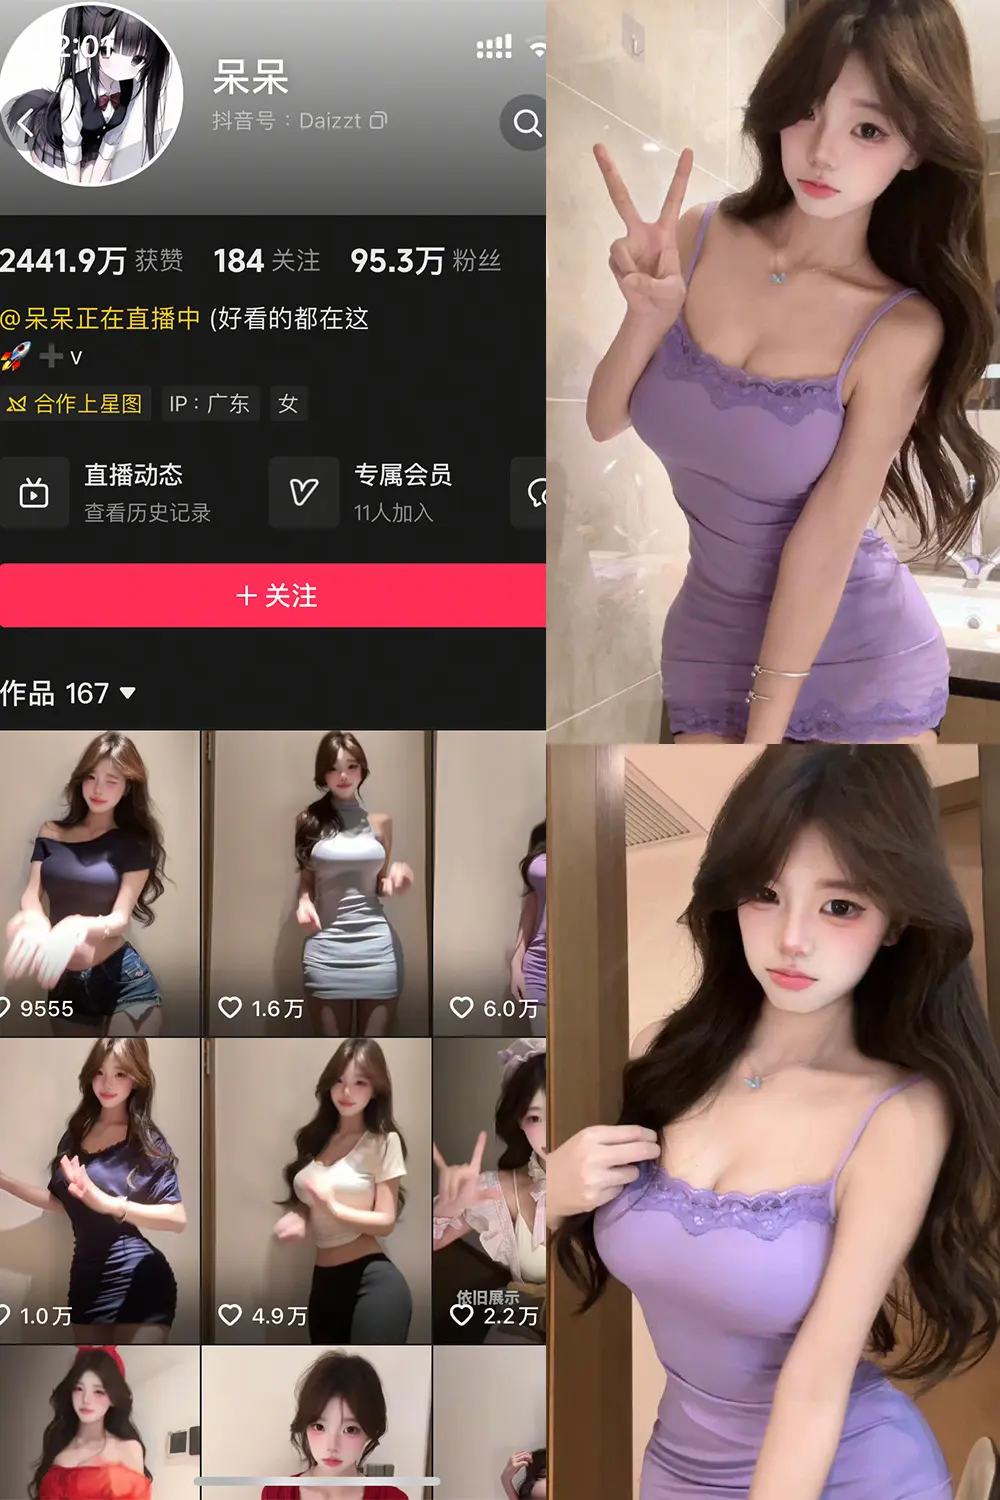 2:01
呆呆
抖音号：Daizzt
2441.9万 获赞 184 关注 95.3万 粉丝
@呆呆正在直播中 (好看的都在这
🚀➕v
合作上星图 IP：广东 女
直播动态 专属会员
查看历史记录 11人加入
＋关注
作品 167
9555 1.6万 6.0万
依旧展示
1.0万 4.9万 2.2万